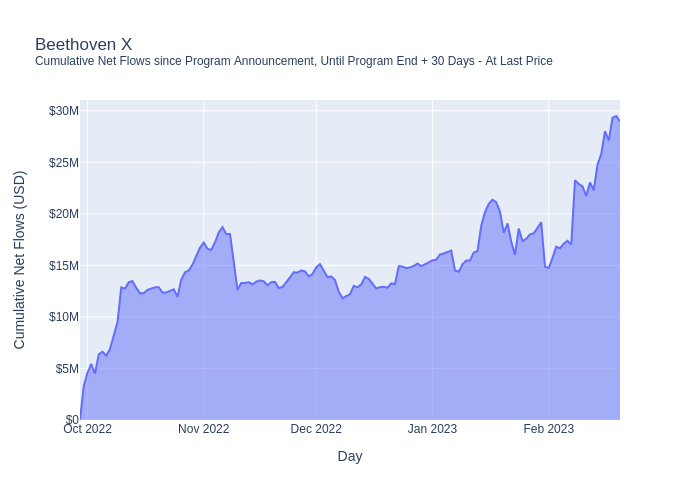 Beethoven X
Cumulative Net Flows since Program Announcement, Until Program End + 30 Days - At Last Price
$30M
$25M
$20M
$15M
$10M
$5M
$0
Cumulative Net Flows (USD)
Oct 2022
Nov 2022
Dec 2022
Jan 2023
Feb 2023
Day